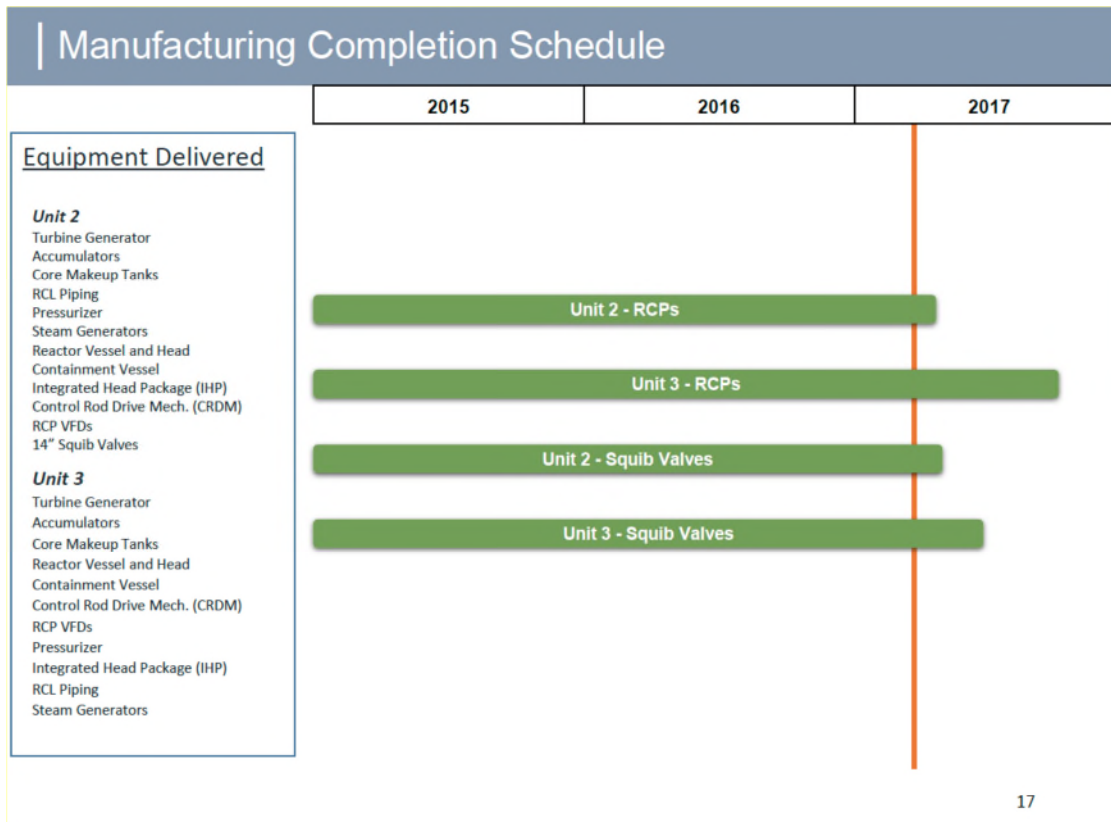 Manufacturing Completion Schedule
2015 2016 2017
Equipment Delivered
Unit 2
Turbine Generator
Accumulators
Core Makeup Tanks
RCL Piping
Pressurizer
Steam Generators
Reactor Vessel and Head
Containment Vessel
Integrated Head Package (IHP)
Control Rod Drive Mech. (CRDM)
RCP VFDs
14" Squib Valves
Unit 3
Turbine Generator
Accumulators
Core Makeup Tanks
Reactor Vessel and Head
Containment Vessel
Control Rod Drive Mech. (CRDM)
RCP VFDs
Pressurizer
Integrated Head Package (IHP)
RCL Piping
Steam Generators
Unit 2 - RCPs
Unit 3 - RCPs
Unit 2 - Squib Valves
Unit 3 - Squib Valves
17